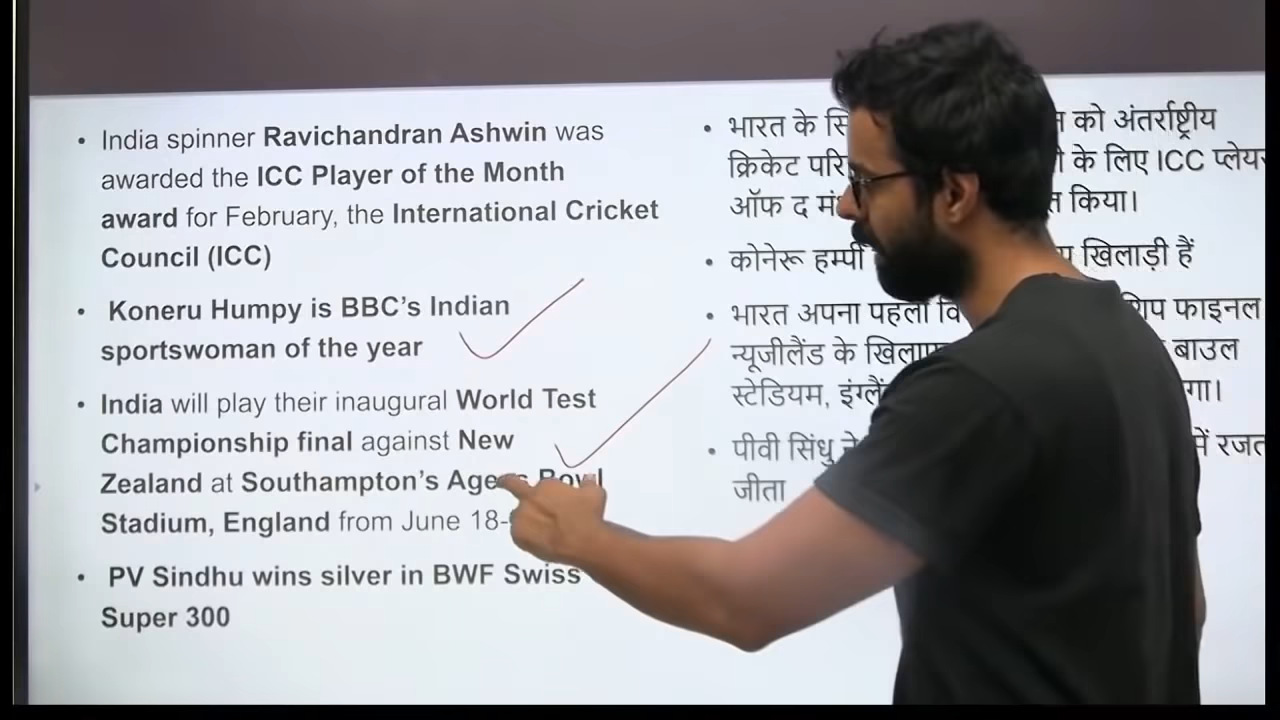 • India spinner Ravichandran Ashwin was
awarded the ICC Player of the Month
award for February, the International Cricket
Council (ICC)
• Koneru Humpy is BBC's Indian
sportswoman of the year
• India will play their inaugural World Test
Championship final against New
Zealand at Southampton's Ageas Bowl
Stadium, England from June 18-
• PV Sindhu wins silver in BWF Swiss
Super 300
• भारत के को अंतर्राष्ट्रीय
क्रिकेट के लिए ICC प्लेयर
ऑफ द किया।
• कोनेरू हम्पी खिलाड़ी हैं
• भारत अपना पहला फाइनल
न्यूजीलैंड के खिलाफ बाउल
स्टेडियम,
• पीवी सिंधु में रजत
जीता